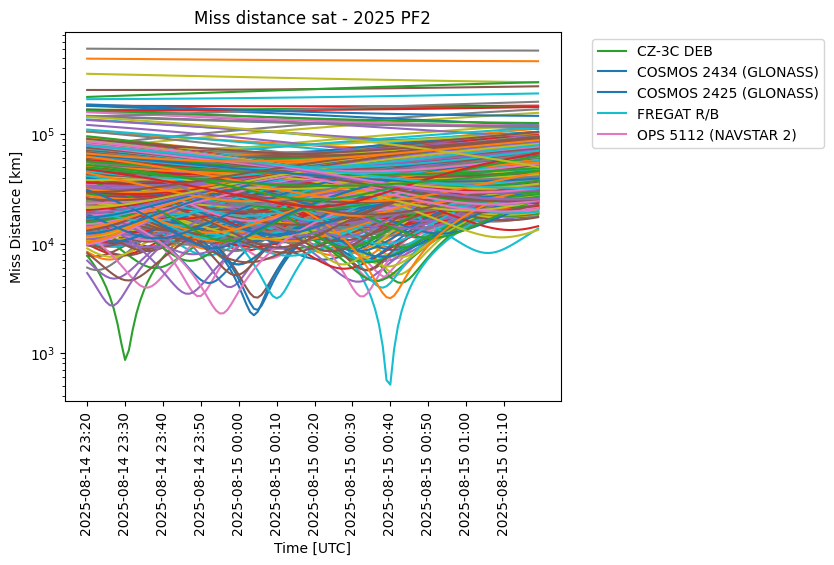 Miss distance sat - 2025 PF2
Miss Distance [km]
10^5
10^4
10^3
2025-08-14 23:20
2025-08-14 23:30
2025-08-14 23:40
2025-08-14 23:50
2025-08-15 00:00
2025-08-15 00:10
2025-08-15 00:20
2025-08-15 00:30
2025-08-15 00:40
2025-08-15 00:50
2025-08-15 01:00
2025-08-15 01:10
Time [UTC]
CZ-3C DEB
COSMOS 2434 (GLONASS)
COSMOS 2425 (GLONASS)
FREGAT R/B
OPS 5112 (NAVSTAR 2)